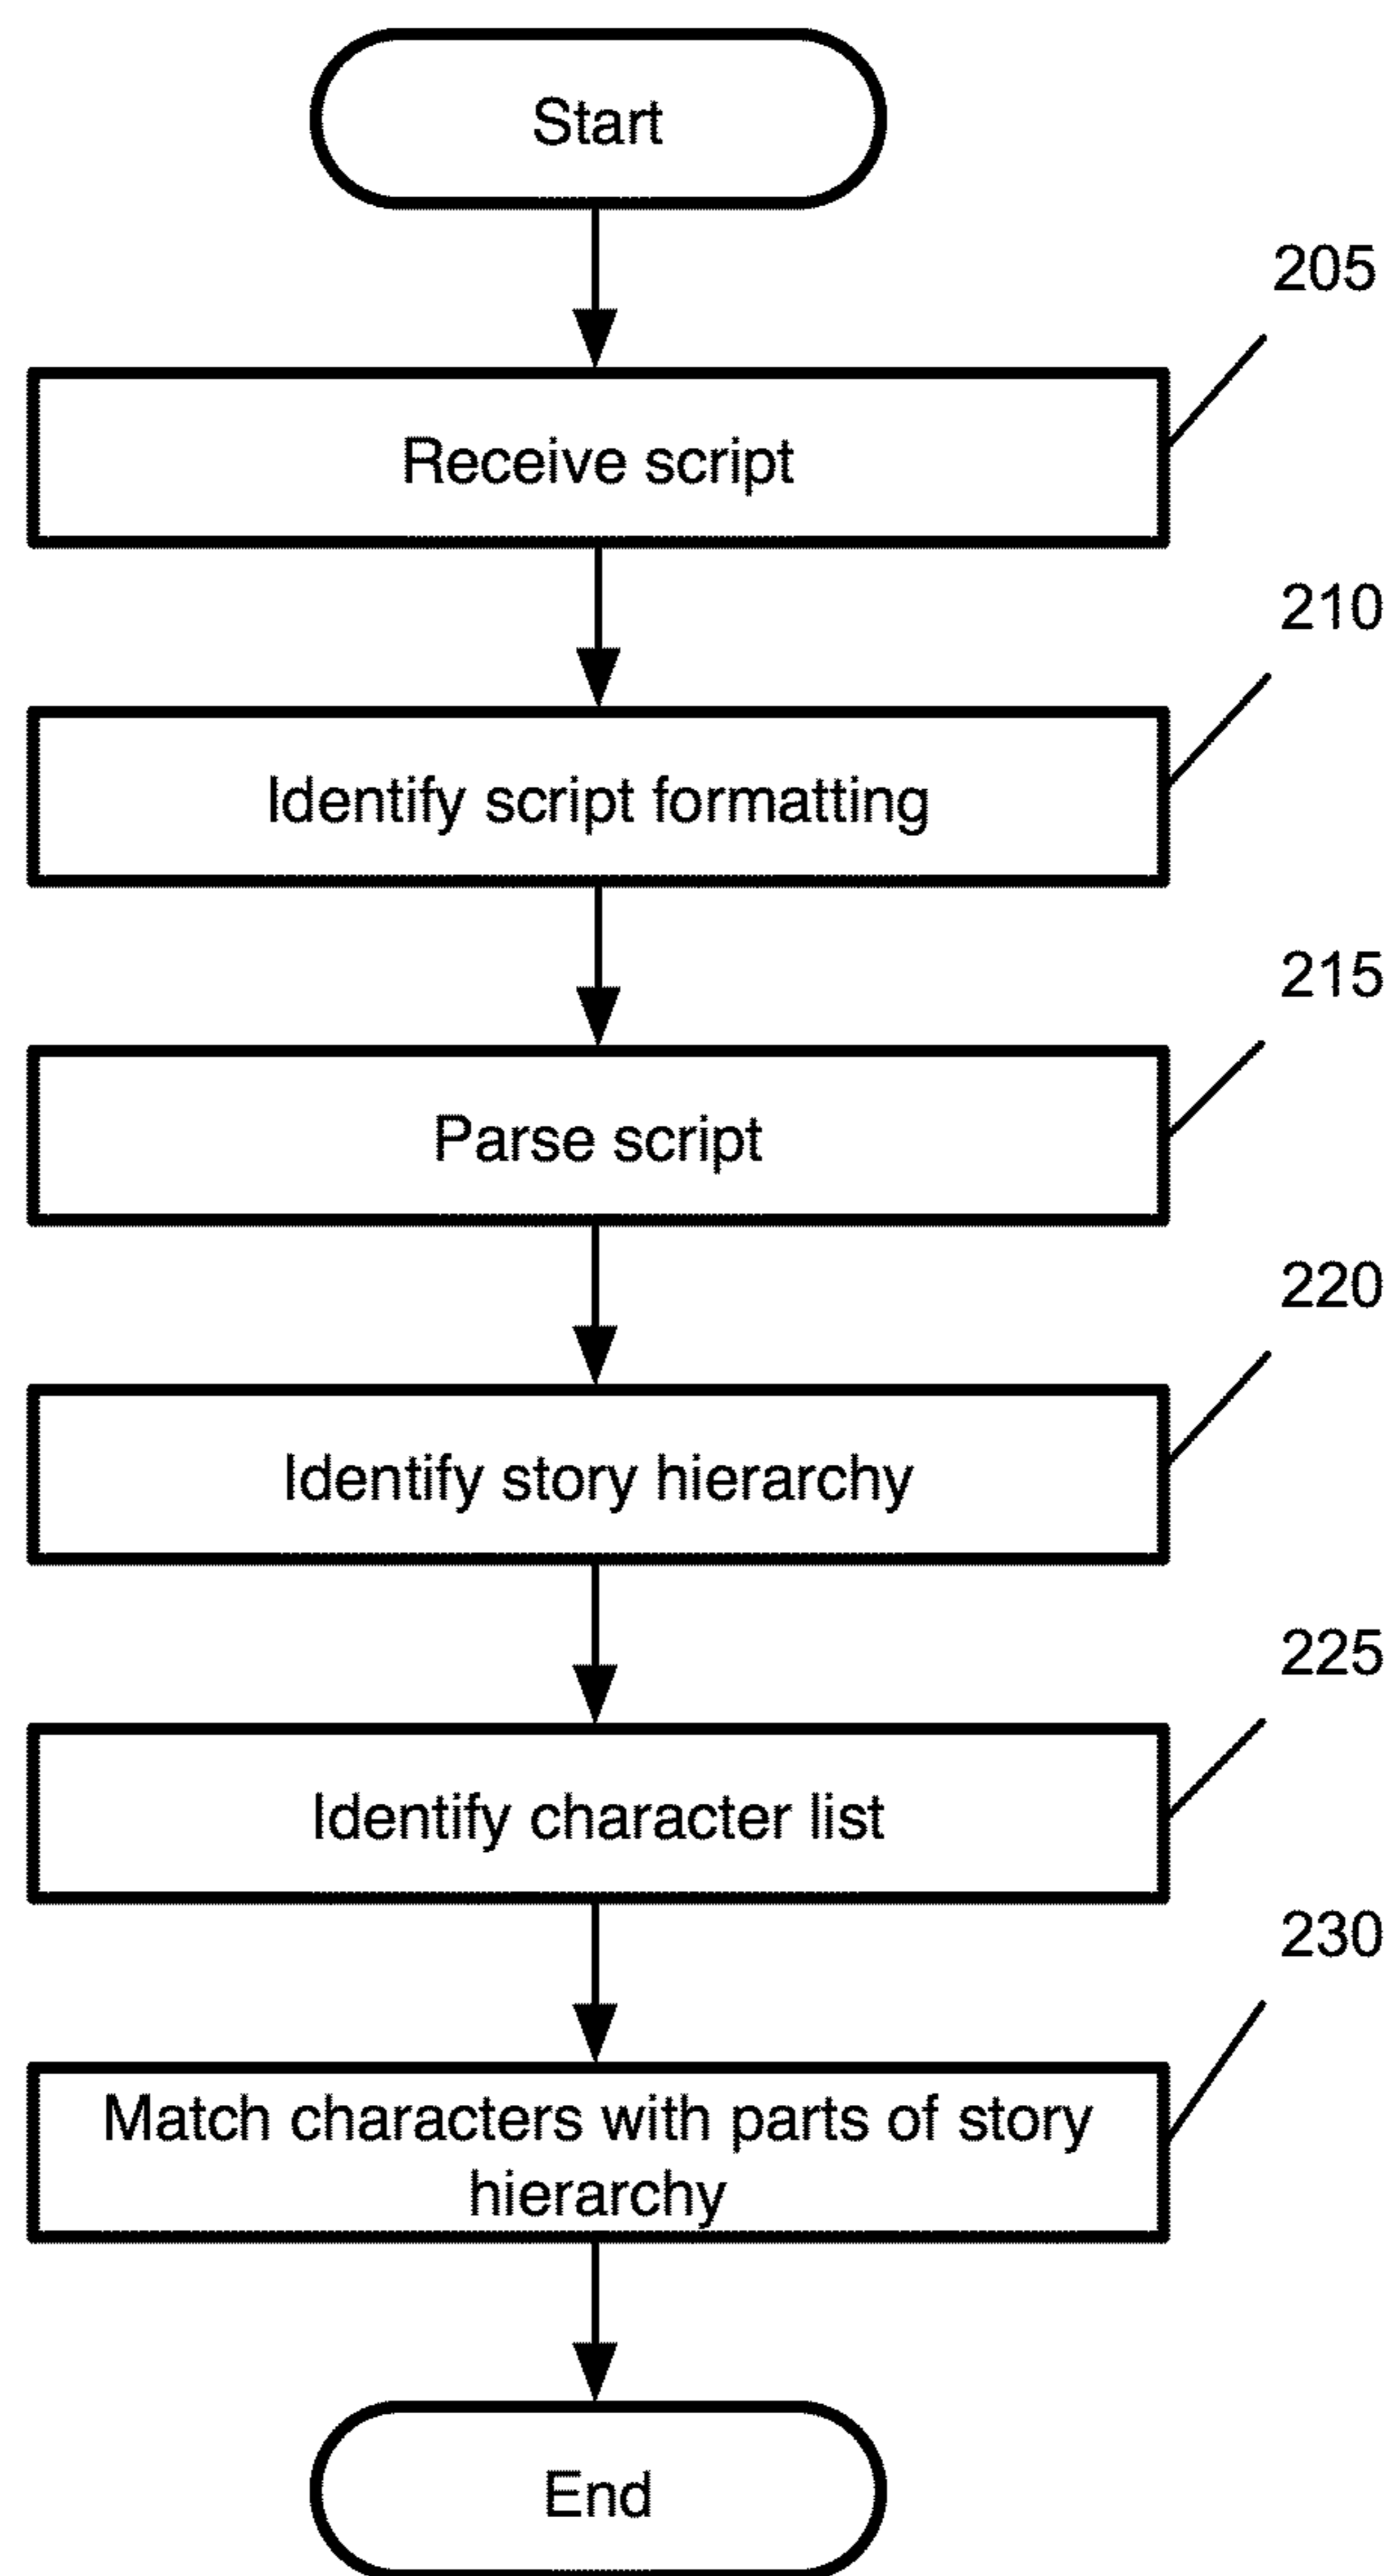 Start
205
Receive script
210
Identify script formatting
215
Parse script
220
Identify story hierarchy
225
Identify character list
230
Match characters with parts of story
hierarchy
End